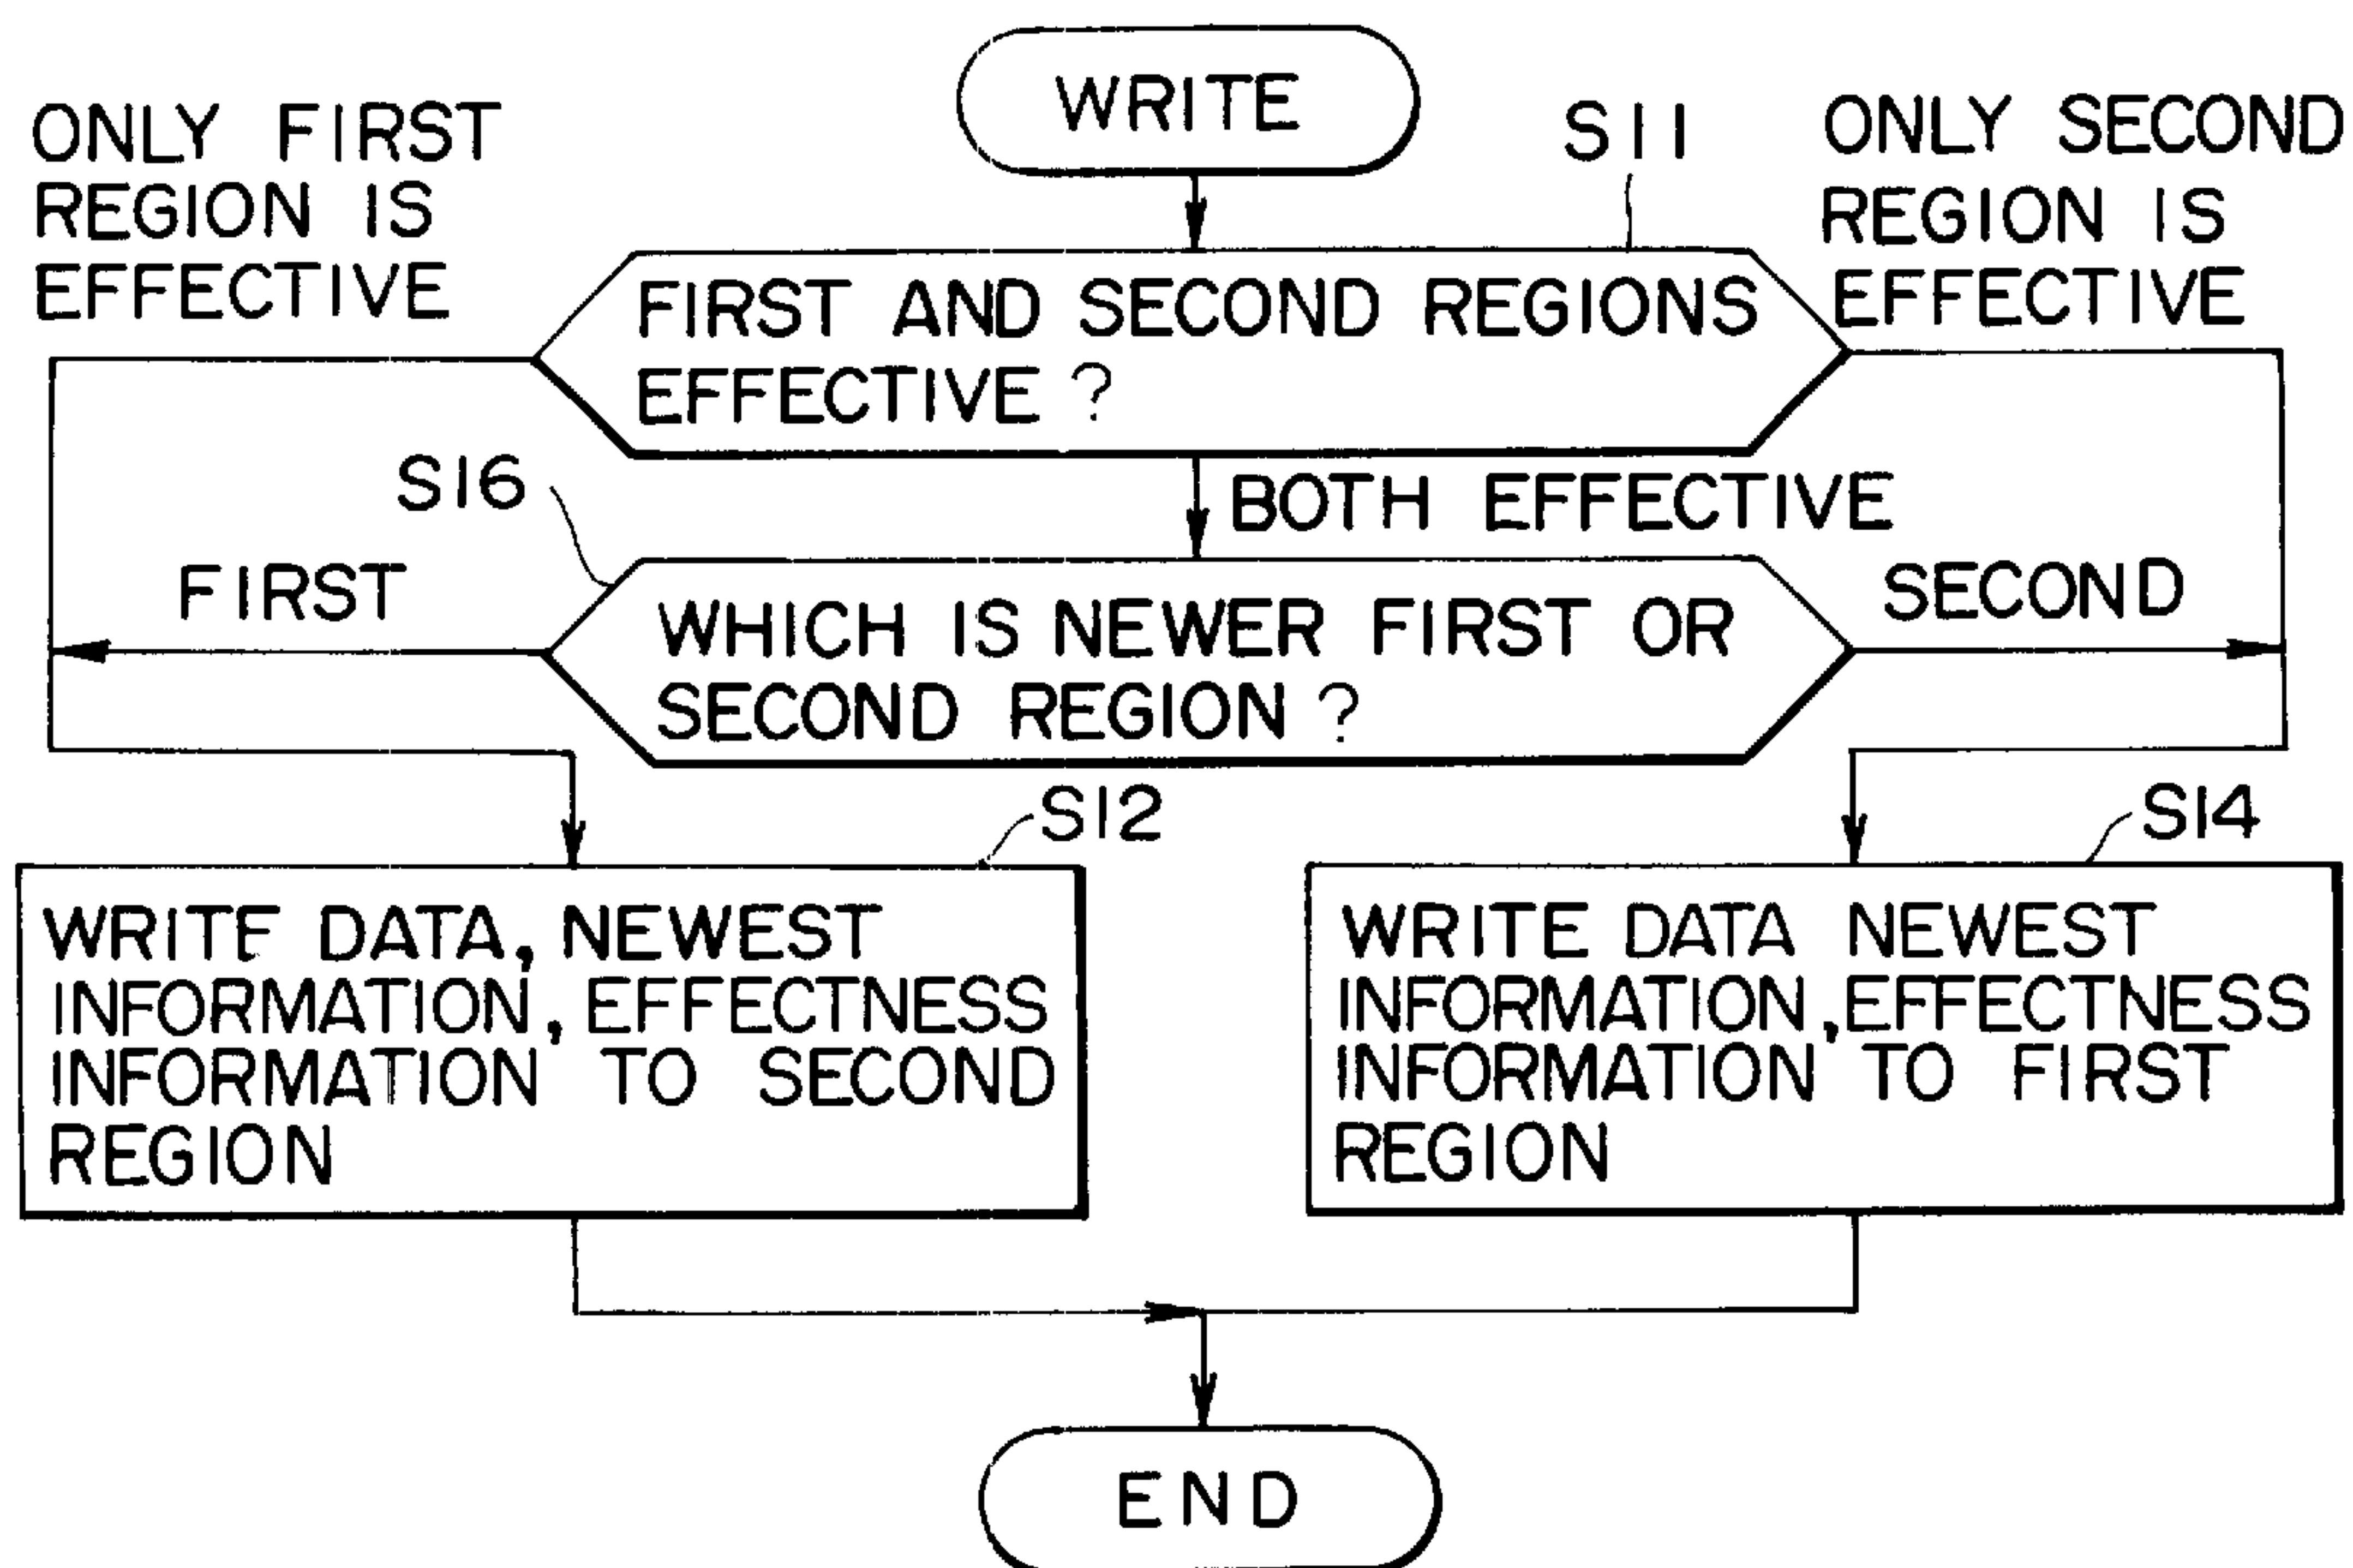 WRITE
ONLY FIRST
REGION IS
EFFECTIVE
S11
ONLY SECOND
REGION IS
EFFECTIVE
FIRST AND SECOND REGIONS
EFFECTIVE ?
BOTH EFFECTIVE
S16
FIRST
WHICH IS NEWER FIRST OR
SECOND REGION ?
SECOND
S12
WRITE DATA, NEWEST
INFORMATION, EFFECTNESS
INFORMATION TO SECOND
REGION
S14
WRITE DATA NEWEST
INFORMATION, EFFECTNESS
INFORMATION TO FIRST
REGION
END